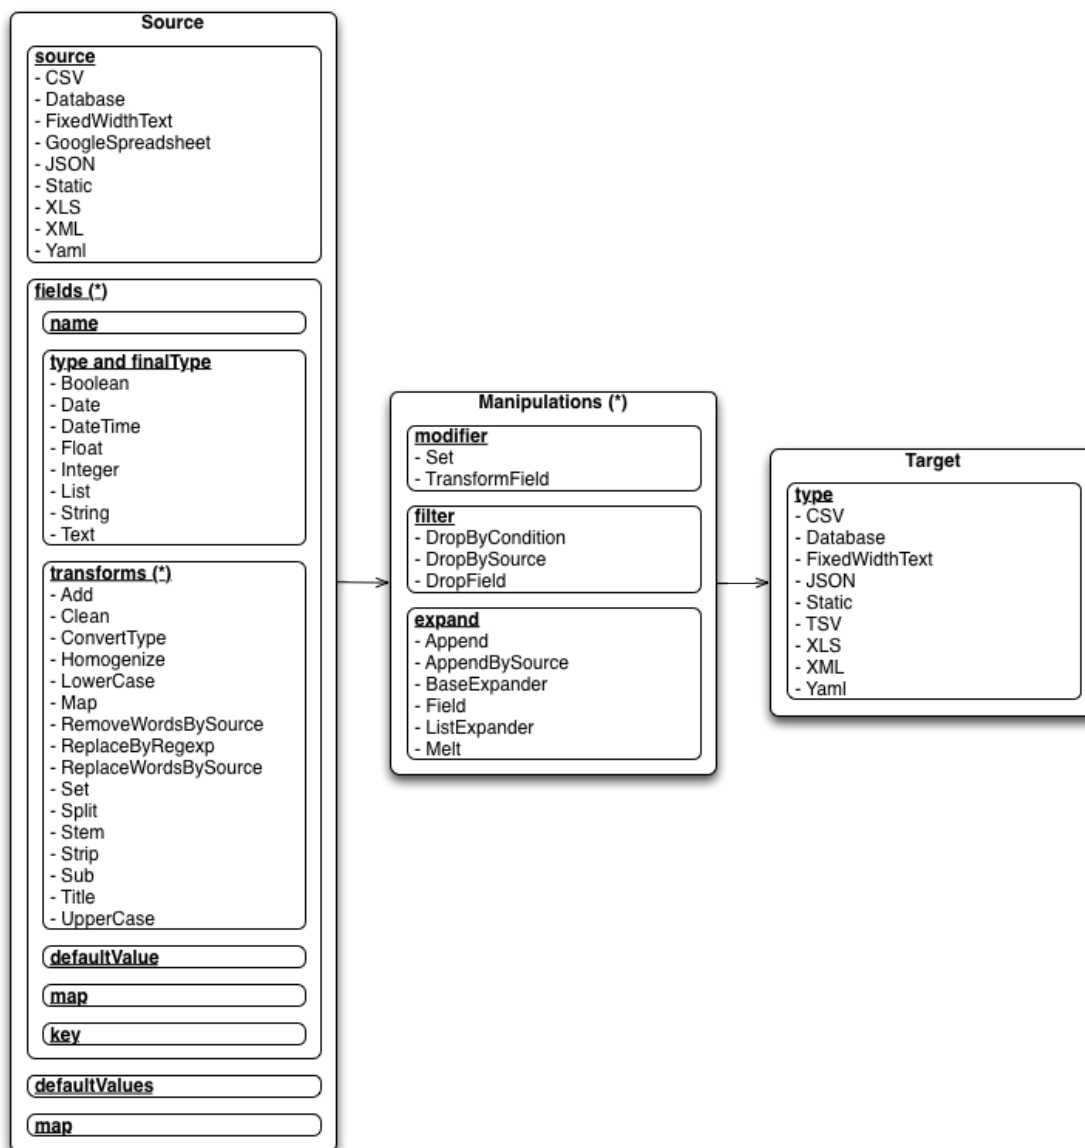 Source
source
- CSV
- Database
- FixedWidthText
- GoogleSpreadsheet
- JSON
- Static
- XLS
- XML
- Yaml
fields (*)
name
type and finalType
- Boolean
- Date
- DateTime
- Float
- Integer
- List
- String
- Text
transforms (*)
- Add
- Clean
- ConvertType
- Homogenize
- LowerCase
- Map
- RemoveWordsBySource
- ReplaceByRegexp
- ReplaceWordsBySource
- Set
- Split
- Stem
- Strip
- Sub
- Title
- UpperCase
defaultValue
map
key
defaultValues
map
Manipulations (*)
modifier
- Set
- TransformField
filter
- DropByCondition
- DropBySource
- DropField
expand
- Append
- AppendBySource
- BaseExpander
- Field
- ListExpander
- Melt
Target
type
- CSV
- Database
- FixedWidthText
- JSON
- Static
- TSV
- XLS
- XML
- Yaml